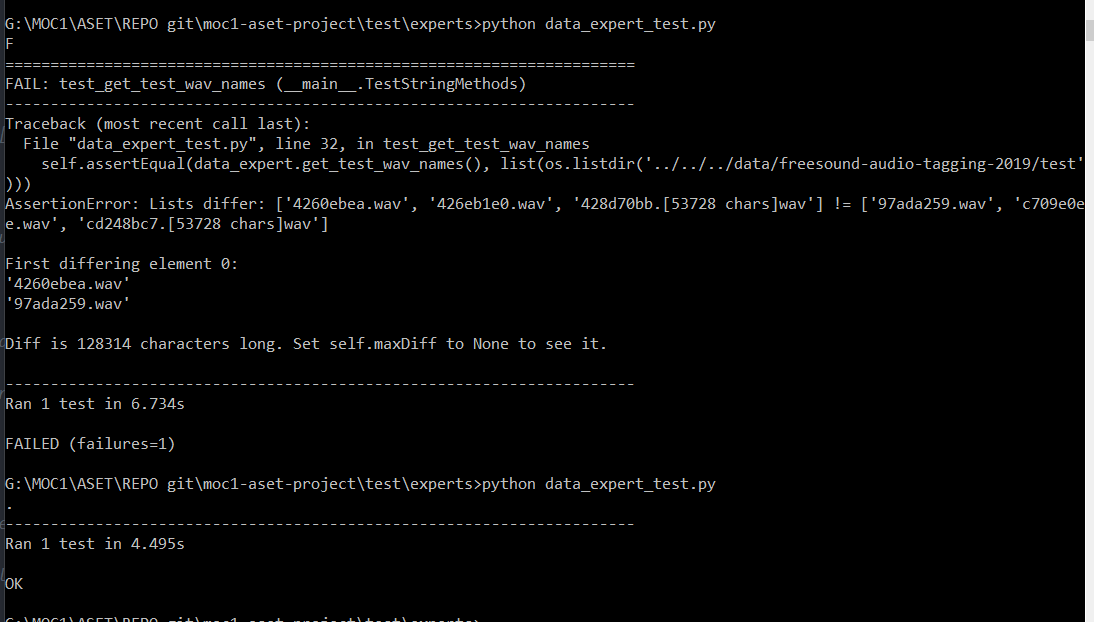 G:\MOC1\ASET\REPO git\moc1-aset-project\test\experts>python data_expert_test.py
F
======================================================================
FAIL: test_get_test_wav_names (__main__.TestStringMethods)
----------------------------------------------------------------------
Traceback (most recent call last):
  File "data_expert_test.py", line 32, in test_get_test_wav_names
    self.assertEqual(data_expert.get_test_wav_names(), list(os.listdir('../../../data/freesound-audio-tagging-2019/test'
)))
AssertionError: Lists differ: ['4260ebea.wav', '426eb1e0.wav', '428d70bb.[53728 chars]wav'] != ['97ada259.wav', 'c709e0e
e.wav', 'cd248bc7.[53728 chars]wav']
First differing element 0:
'4260ebea.wav'
'97ada259.wav'
Diff is 128314 characters long. Set self.maxDiff to None to see it.
----------------------------------------------------------------------
Ran 1 test in 6.734s
FAILED (failures=1)
G:\MOC1\ASET\REPO git\moc1-aset-project\test\experts>python data_expert_test.py
.
----------------------------------------------------------------------
Ran 1 test in 4.495s
OK
G:\MOC1\ASET\REPO git\moc1-aset-project\test\experts>